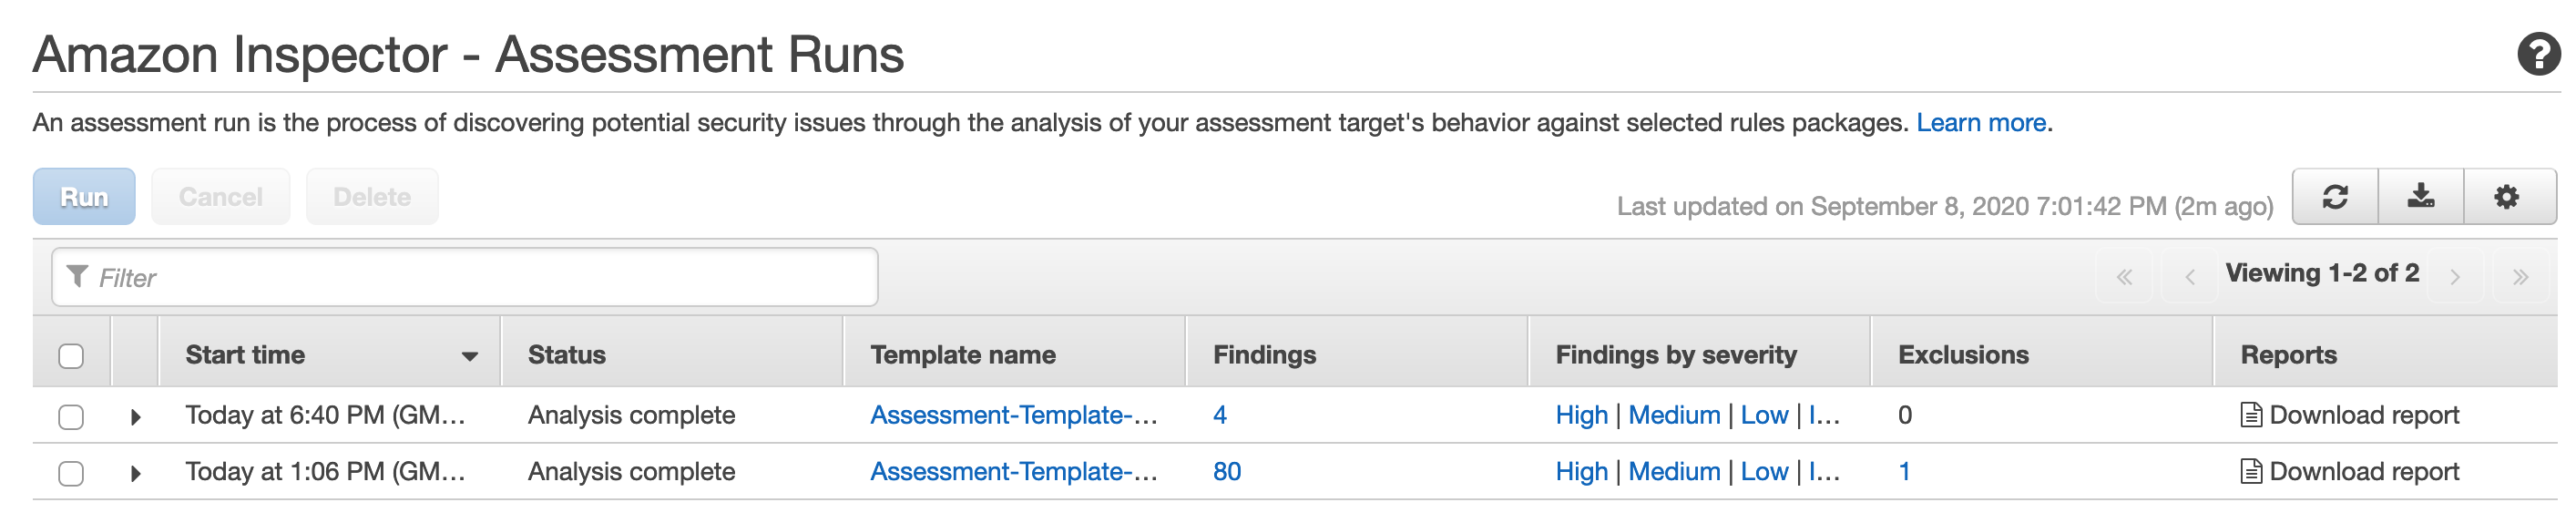 Amazon Inspector - Assessment Runs
An assessment run is the process of discovering potential security issues through the analysis of your assessment target's behavior against selected rules packages. Learn more.
Run Cancel Delete Last updated on September 8, 2020 7:01:42 PM (2m ago)
Filter « ‹ Viewing 1-2 of 2 › »
Start time Status Template name Findings Findings by severity Exclusions Reports
Today at 6:40 PM (GM... Analysis complete Assessment-Template-... 4 High | Medium | Low | I... 0 Download report
Today at 1:06 PM (GM... Analysis complete Assessment-Template-... 80 High | Medium | Low | I... 1 Download report